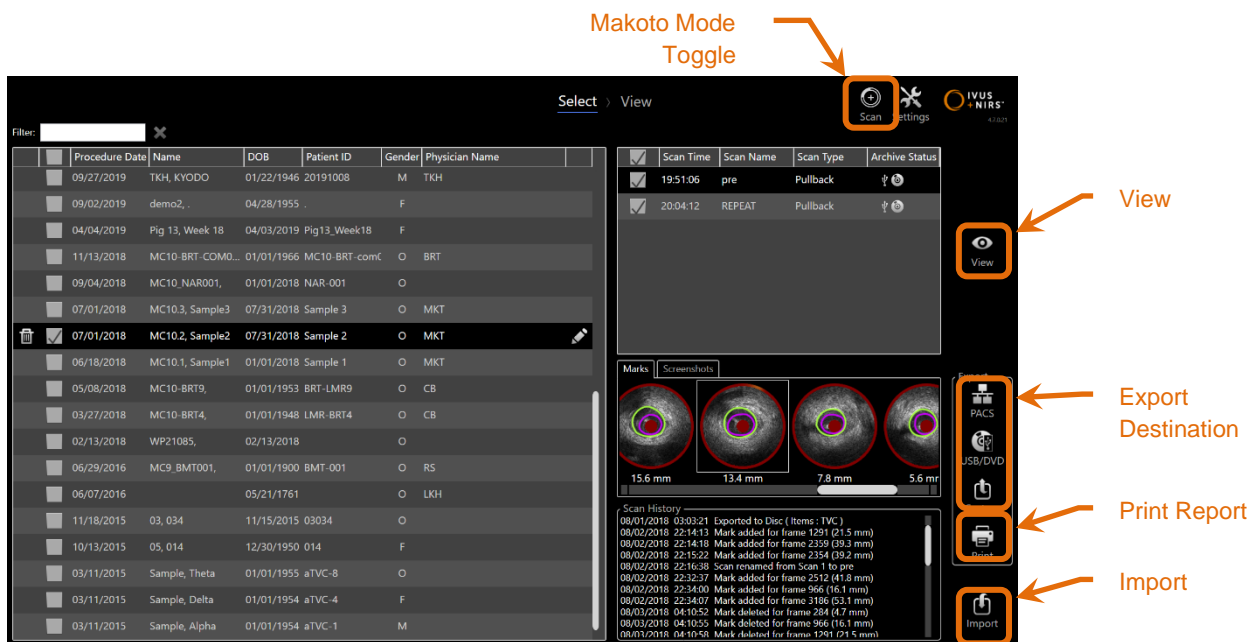 Makoto Mode
Toggle
Select > View
Scan
Settings
IVUS
+NIRS™
4.7.0.21
Filter:
Procedure Date Name DOB Patient ID Gender Physician Name
09/27/2019 TKH, KYODO 01/22/1946 20191008 M TKH
09/02/2019 demo2, . 04/28/1955 . F
04/04/2019 Pig 13, Week 18 04/03/2019 Pig13_Week18 F
11/13/2018 MC10-BRT-COM0... 01/01/1966 MC10-BRT-com0 O BRT
09/04/2018 MC10_NAR001, 01/01/2018 NAR-001 O
07/01/2018 MC10.3, Sample3 07/31/2018 Sample 3 O MKT
07/01/2018 MC10.2, Sample2 07/31/2018 Sample 2 O MKT
06/18/2018 MC10.1, Sample1 01/01/2018 Sample 1 O MKT
05/08/2018 MC10-BRT9, 01/01/1953 BRT-LMR9 O CB
03/27/2018 MC10-BRT4, 01/01/1948 LMR-BRT4 O CB
02/13/2018 WP21085, 02/13/2018 O
06/29/2016 MC9_BMT001, 01/01/1900 BMT-001 O RS
06/07/2016 05/21/1761 O LKH
11/18/2015 03, 034 11/15/2015 03034 O
10/13/2015 05, 014 12/30/1950 014 F
03/11/2015 Sample, Theta 01/01/1955 aTVC-8 O
03/11/2015 Sample, Delta 01/01/1954 aTVC-4 F
03/11/2015 Sample, Alpha 01/01/1954 aTVC-1 M
Scan Time Scan Name Scan Type Archive Status
19:51:06 pre Pullback
20:04:12 REPEAT Pullback
View
View
Marks Screenshots
15.6 mm 13.4 mm 7.8 mm 5.6 mr
Scan History
08/01/2018 03:03:21 Exported to Disc ( Items : TVC )
08/02/2018 22:14:13 Mark added for frame 1291 (21.5 mm)
08/02/2018 22:14:18 Mark added for frame 2359 (39.3 mm)
08/02/2018 22:15:22 Mark added for frame 2354 (39.2 mm)
08/02/2018 22:16:38 Scan renamed from Scan 1 to pre
08/02/2018 22:32:37 Mark added for frame 2512 (41.8 mm)
08/02/2018 22:34:00 Mark added for frame 966 (16.1 mm)
08/02/2018 22:34:07 Mark added for frame 3186 (53.1 mm)
08/03/2018 04:10:52 Mark deleted for frame 284 (4.7 mm)
08/03/2018 04:10:55 Mark deleted for frame 966 (16.1 mm)
08/03/2018 04:10:58 Mark deleted for frame 1291 (21.5 mm)
Export
PACS
USB/DVD
Print
Import
Export
Destination
Print Report
Import